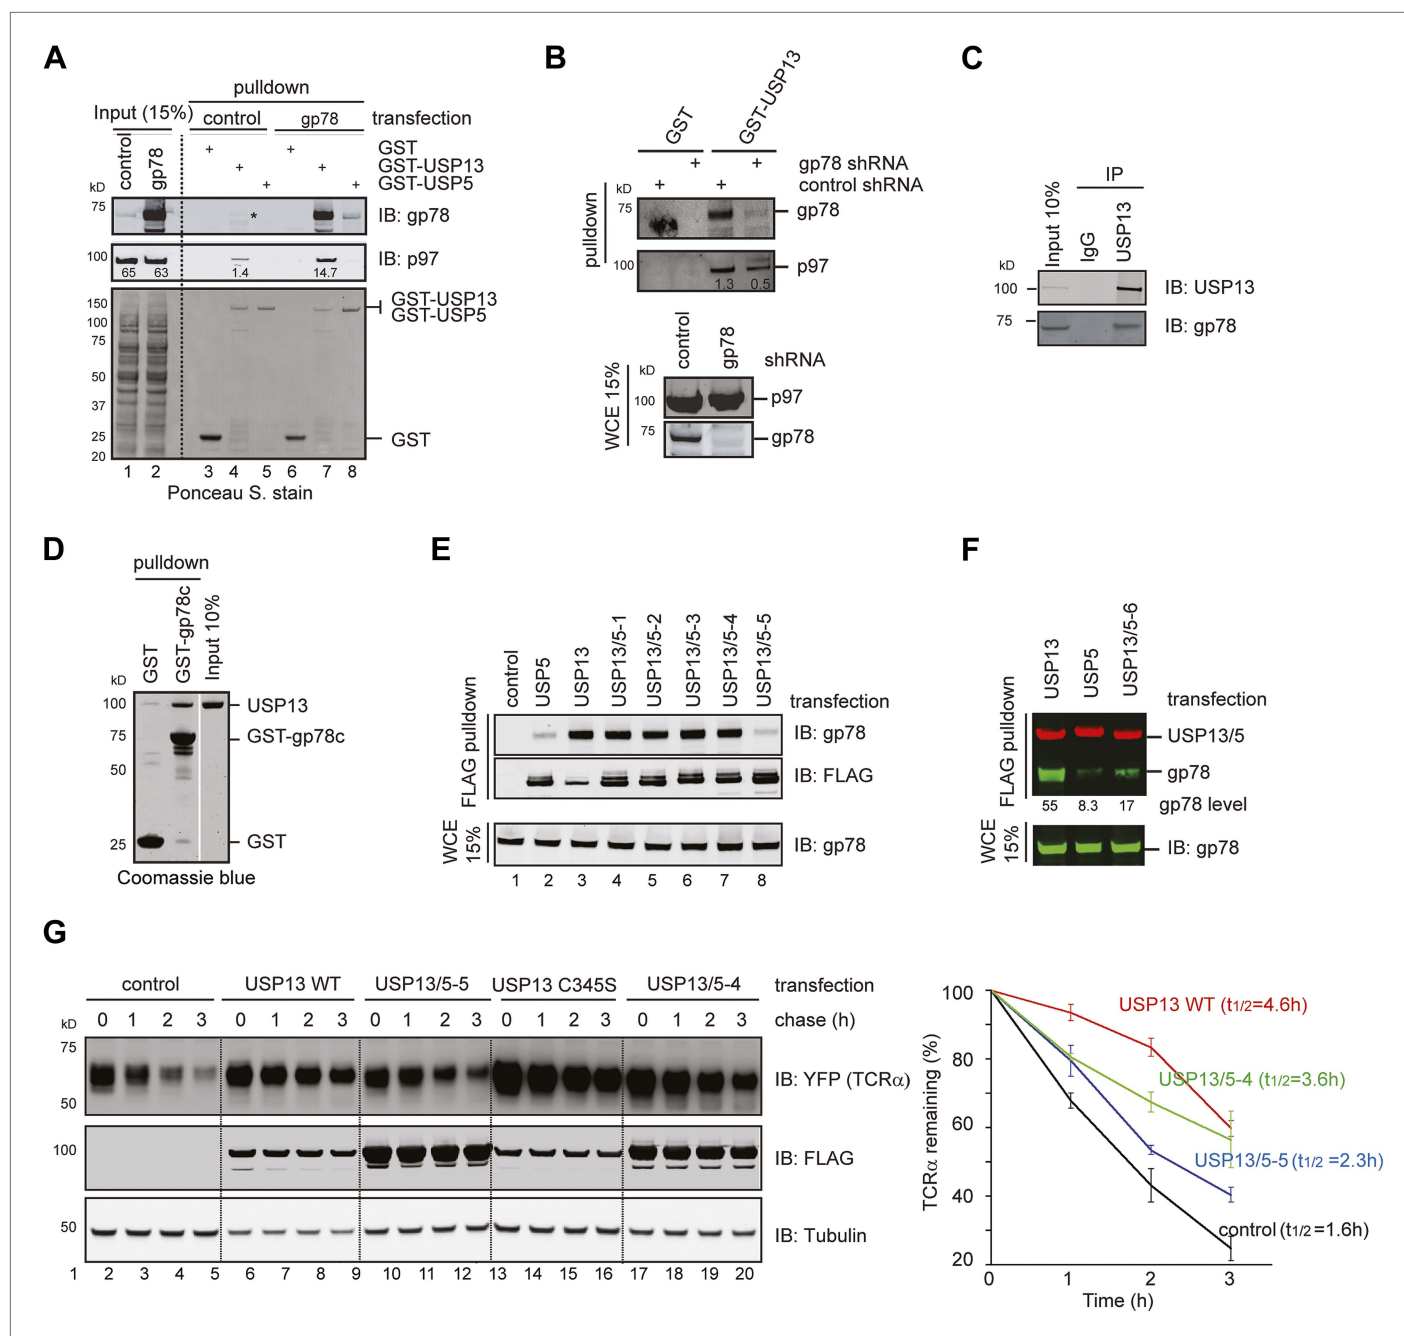 A
pulldown
Input (15%)
control
gp78
transfection
control
gp78
+
+
GST
+
+
GST-USP13
+
+
GST-USP5
kD
75
*
IB: gp78
100
65
63
1.4
14.7
IB: p97
150
100
75
50
37
25
20
GST-USP13
GST-USP5
GST
1 2 3 4 5 6 7 8
Ponceau S. stain
B
GST
GST-USP13
+
+
gp78 shRNA
+
+
control shRNA
pulldown
kD
75
gp78
100
1.3
0.5
p97
control
gp78
shRNA
WCE 15%
kD
100
p97
75
gp78
C
IP
Input 10%
IgG
USP13
kD
100
IB: USP13
75
IB: gp78
D
pulldown
GST
GST-gp78c
Input 10%
kD
100
USP13
75
GST-gp78c
50
25
GST
Coomassie blue
E
control
USP5
USP13
USP13/5-1
USP13/5-2
USP13/5-3
USP13/5-4
USP13/5-5
transfection
FLAG pulldown
IB: gp78
IB: FLAG
WCE
15%
IB: gp78
1 2 3 4 5 6 7 8
F
USP13
USP5
USP13/5-6
transfection
FLAG pulldown
USP13/5
gp78
55 8.3 17 gp78 level
WCE
15%
IB: gp78
G
control
USP13 WT
USP13/5-5
USP13 C345S
USP13/5-4
transfection
0 1 2 3 0 1 2 3 0 1 2 3 0 1 2 3 0 1 2 3 chase (h)
kD
75
50
IB: YFP (TCRα)
100
IB: FLAG
50
IB: Tubulin
1 2 3 4 5 6 7 8 9 10 11 12 13 14 15 16 17 18 19 20
TCRα remaining (%)
100
80
60
40
20
USP13 WT (t1/2=4.6h)
USP13/5-4 (t1/2=3.6h)
USP13/5-5 (t1/2 =2.3h)
control (t1/2 =1.6h)
0 1 2 3
Time (h)